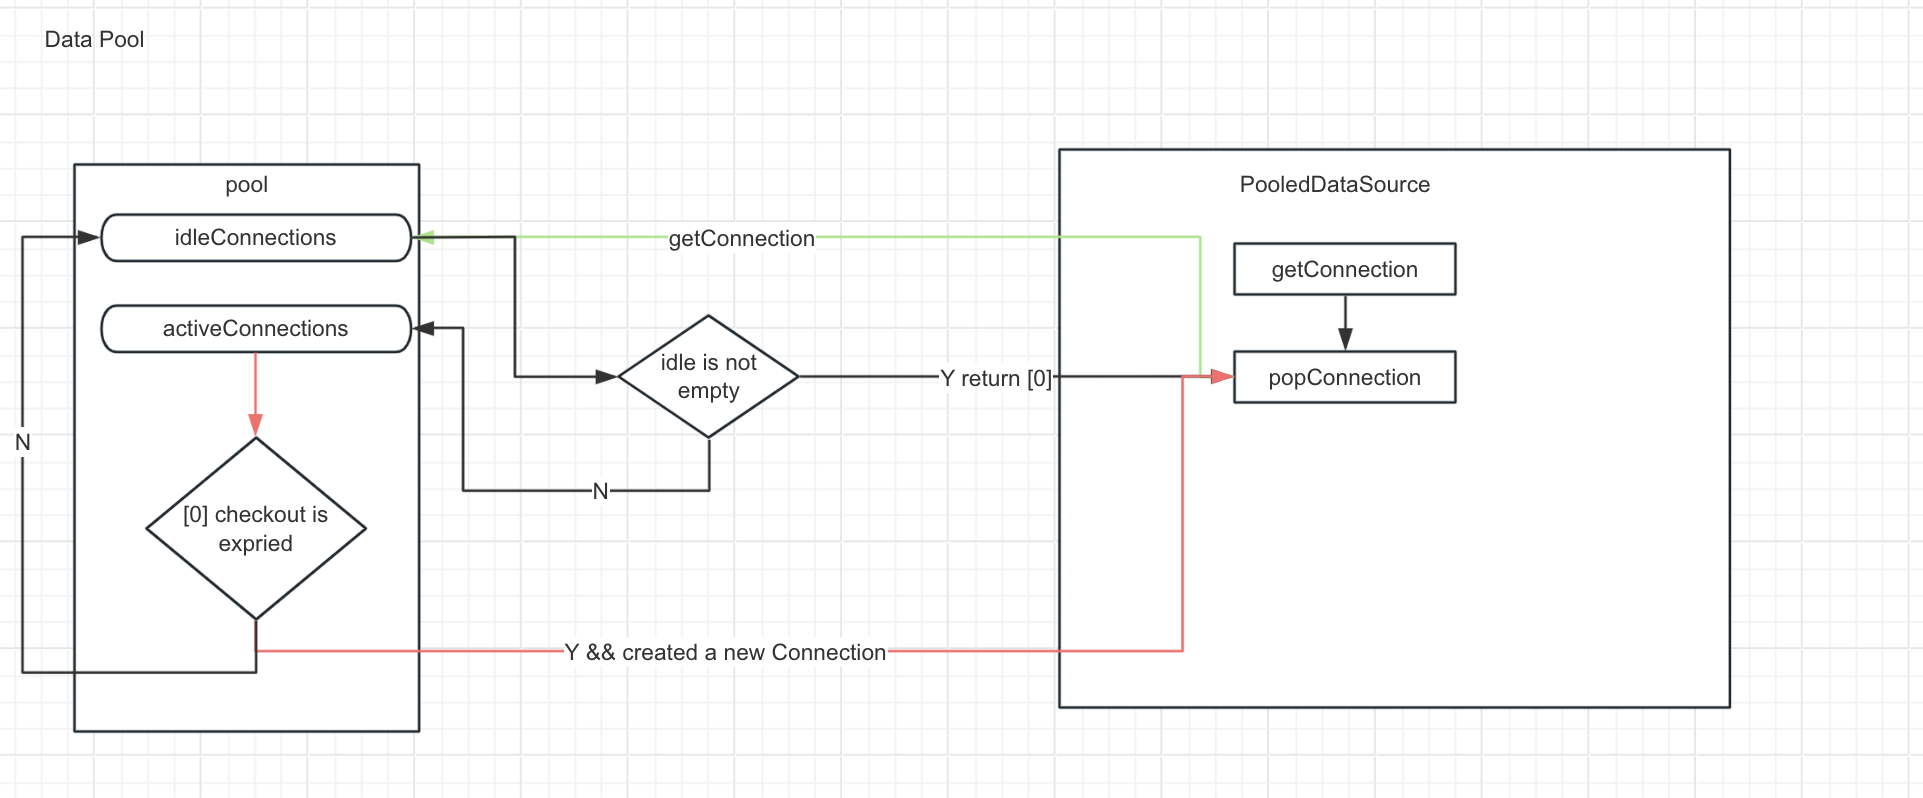 Data Pool
pool
PooledDataSource
idleConnections
getConnection
getConnection
activeConnections
idle is not
empty
Y return [0]
popConnection
N
N
[0] checkout is
expried
Y && created a new Connection